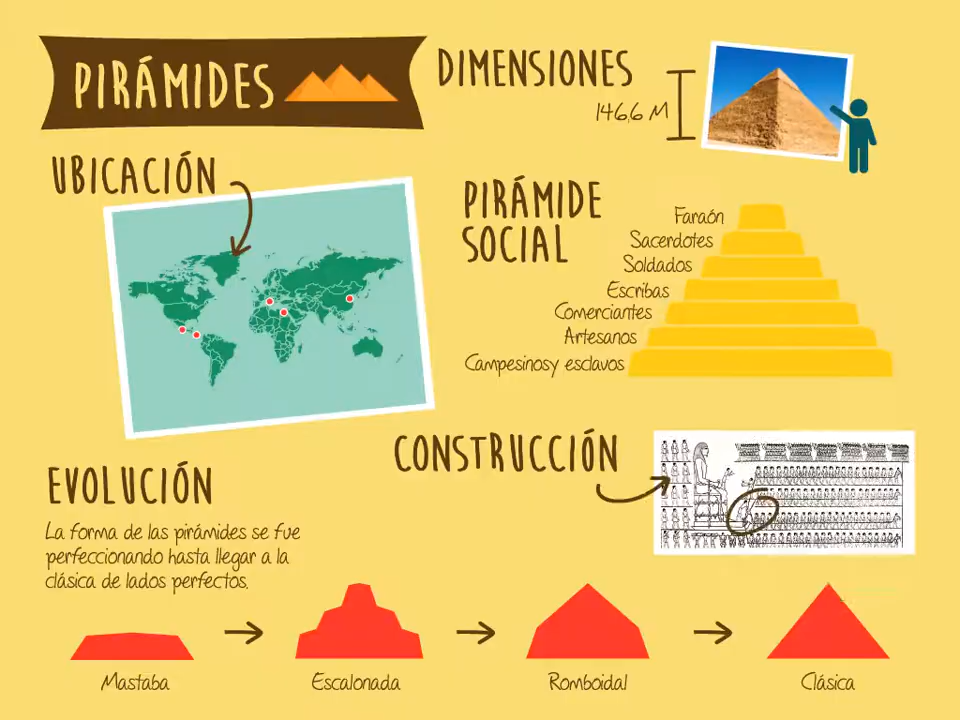 PIRÁMIDES
DIMENSIONES
146,6 M
UBICACIÓN
PIRÁMIDE
SOCIAL
Faraón
Sacerdotes
Soldados
Escribas
Comerciantes
Artesanos
Campesinosy esclavos
CONSTRUCCIÓN
EVOLUCIÓN
La forma de las pirámides se fue
perfeccionando hasta llegar a la
clásica de lados perfectos.
Mastaba
Escalonada
Romboidal
Clásica